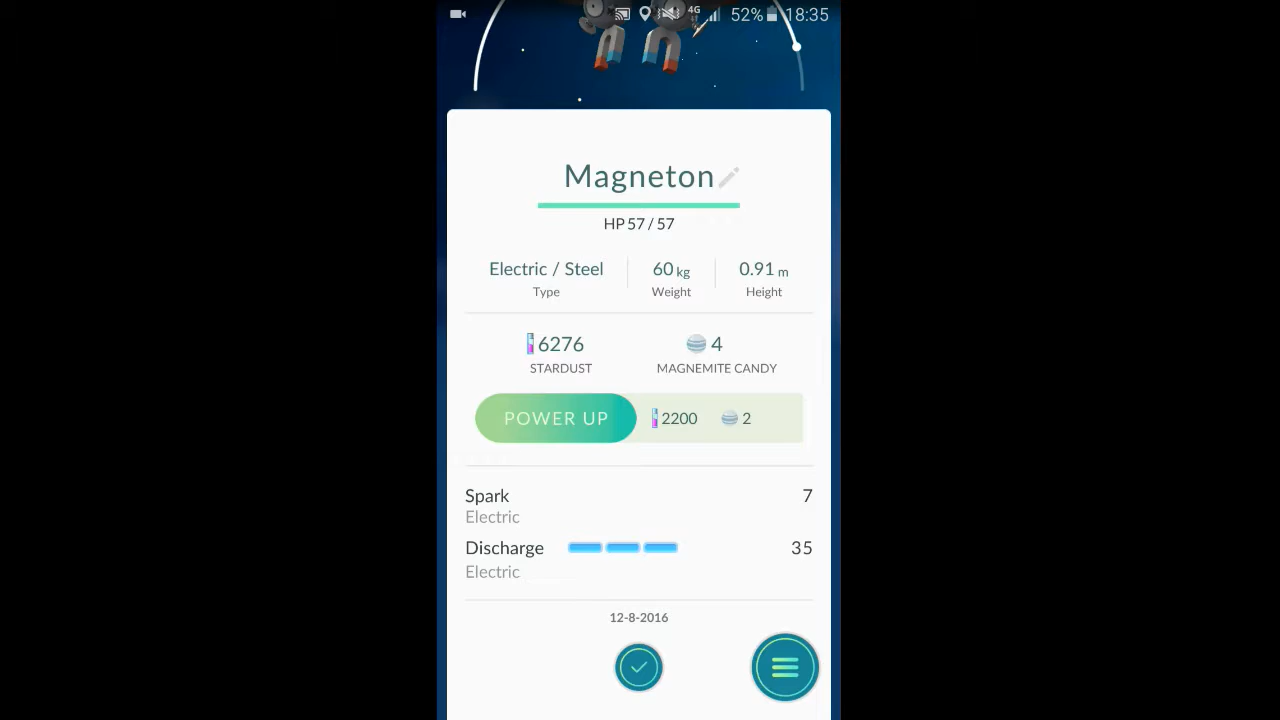 4G 52% 18:35
Magneton
HP 57 / 57
Electric / Steel 60 kg 0.91 m
Type Weight Height
6276 4
STARDUST MAGNEMITE CANDY
POWER UP 2200 2
Spark 7
Electric
Discharge 35
Electric
12-8-2016